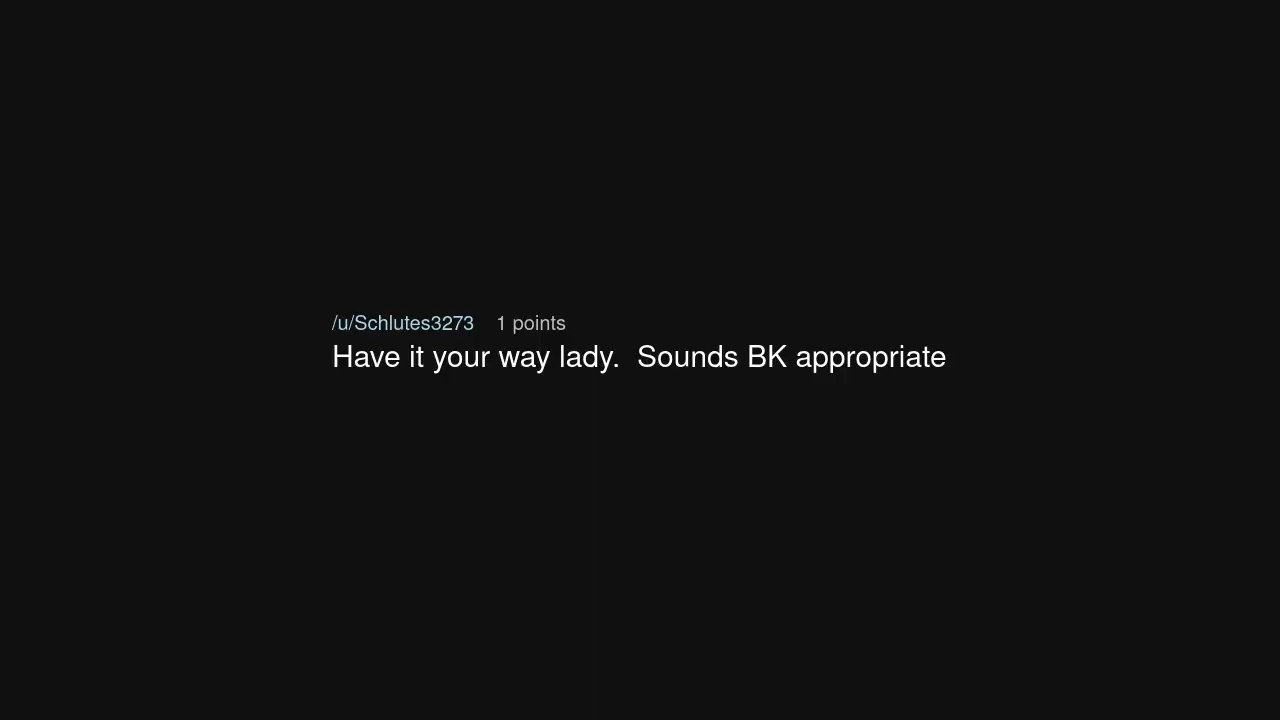 /u/Schlutes3273 1 points
Have it your way lady.  Sounds BK appropriate